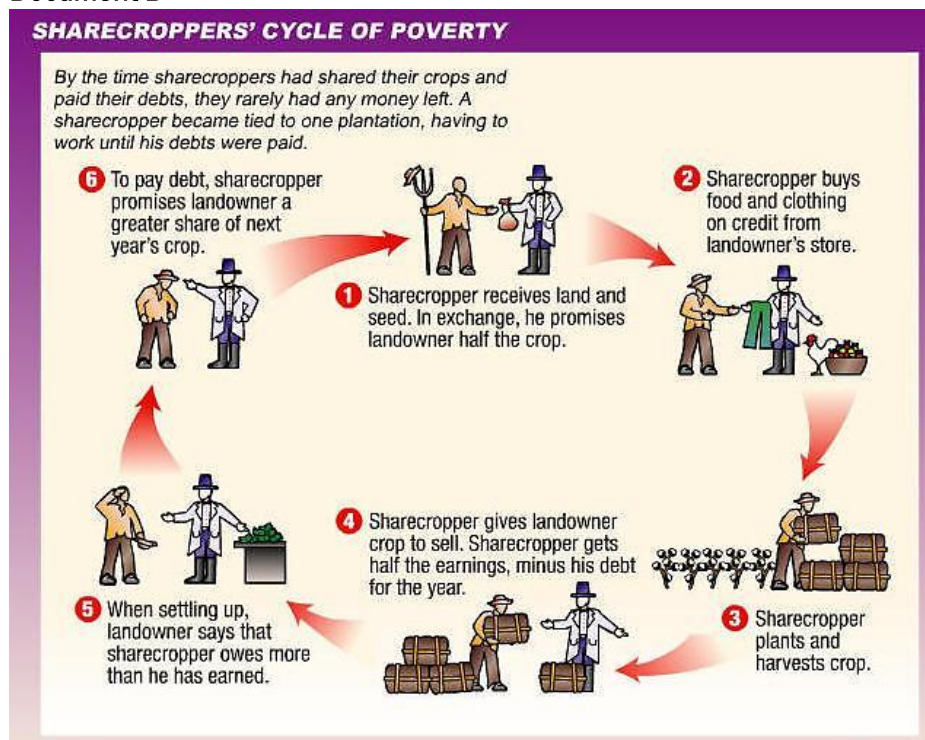 SHARECROPPERS' CYCLE OF POVERTY
By the time sharecroppers had shared their crops and
paid their debts, they rarely had any money left. A
sharecropper became tied to one plantation, having to
work until his debts were paid.
1 Sharecropper receives land and
seed. In exchange, he promises
landowner half the crop.
2 Sharecropper buys
food and clothing
on credit from
landowner's store.
3 Sharecropper
plants and
harvests crop.
4 Sharecropper gives landowner
crop to sell. Sharecropper gets
half the earnings, minus his debt
for the year.
5 When settling up,
landowner says that
sharecropper owes more
than he has earned.
6 To pay debt, sharecropper
promises landowner a
greater share of next
year's crop.